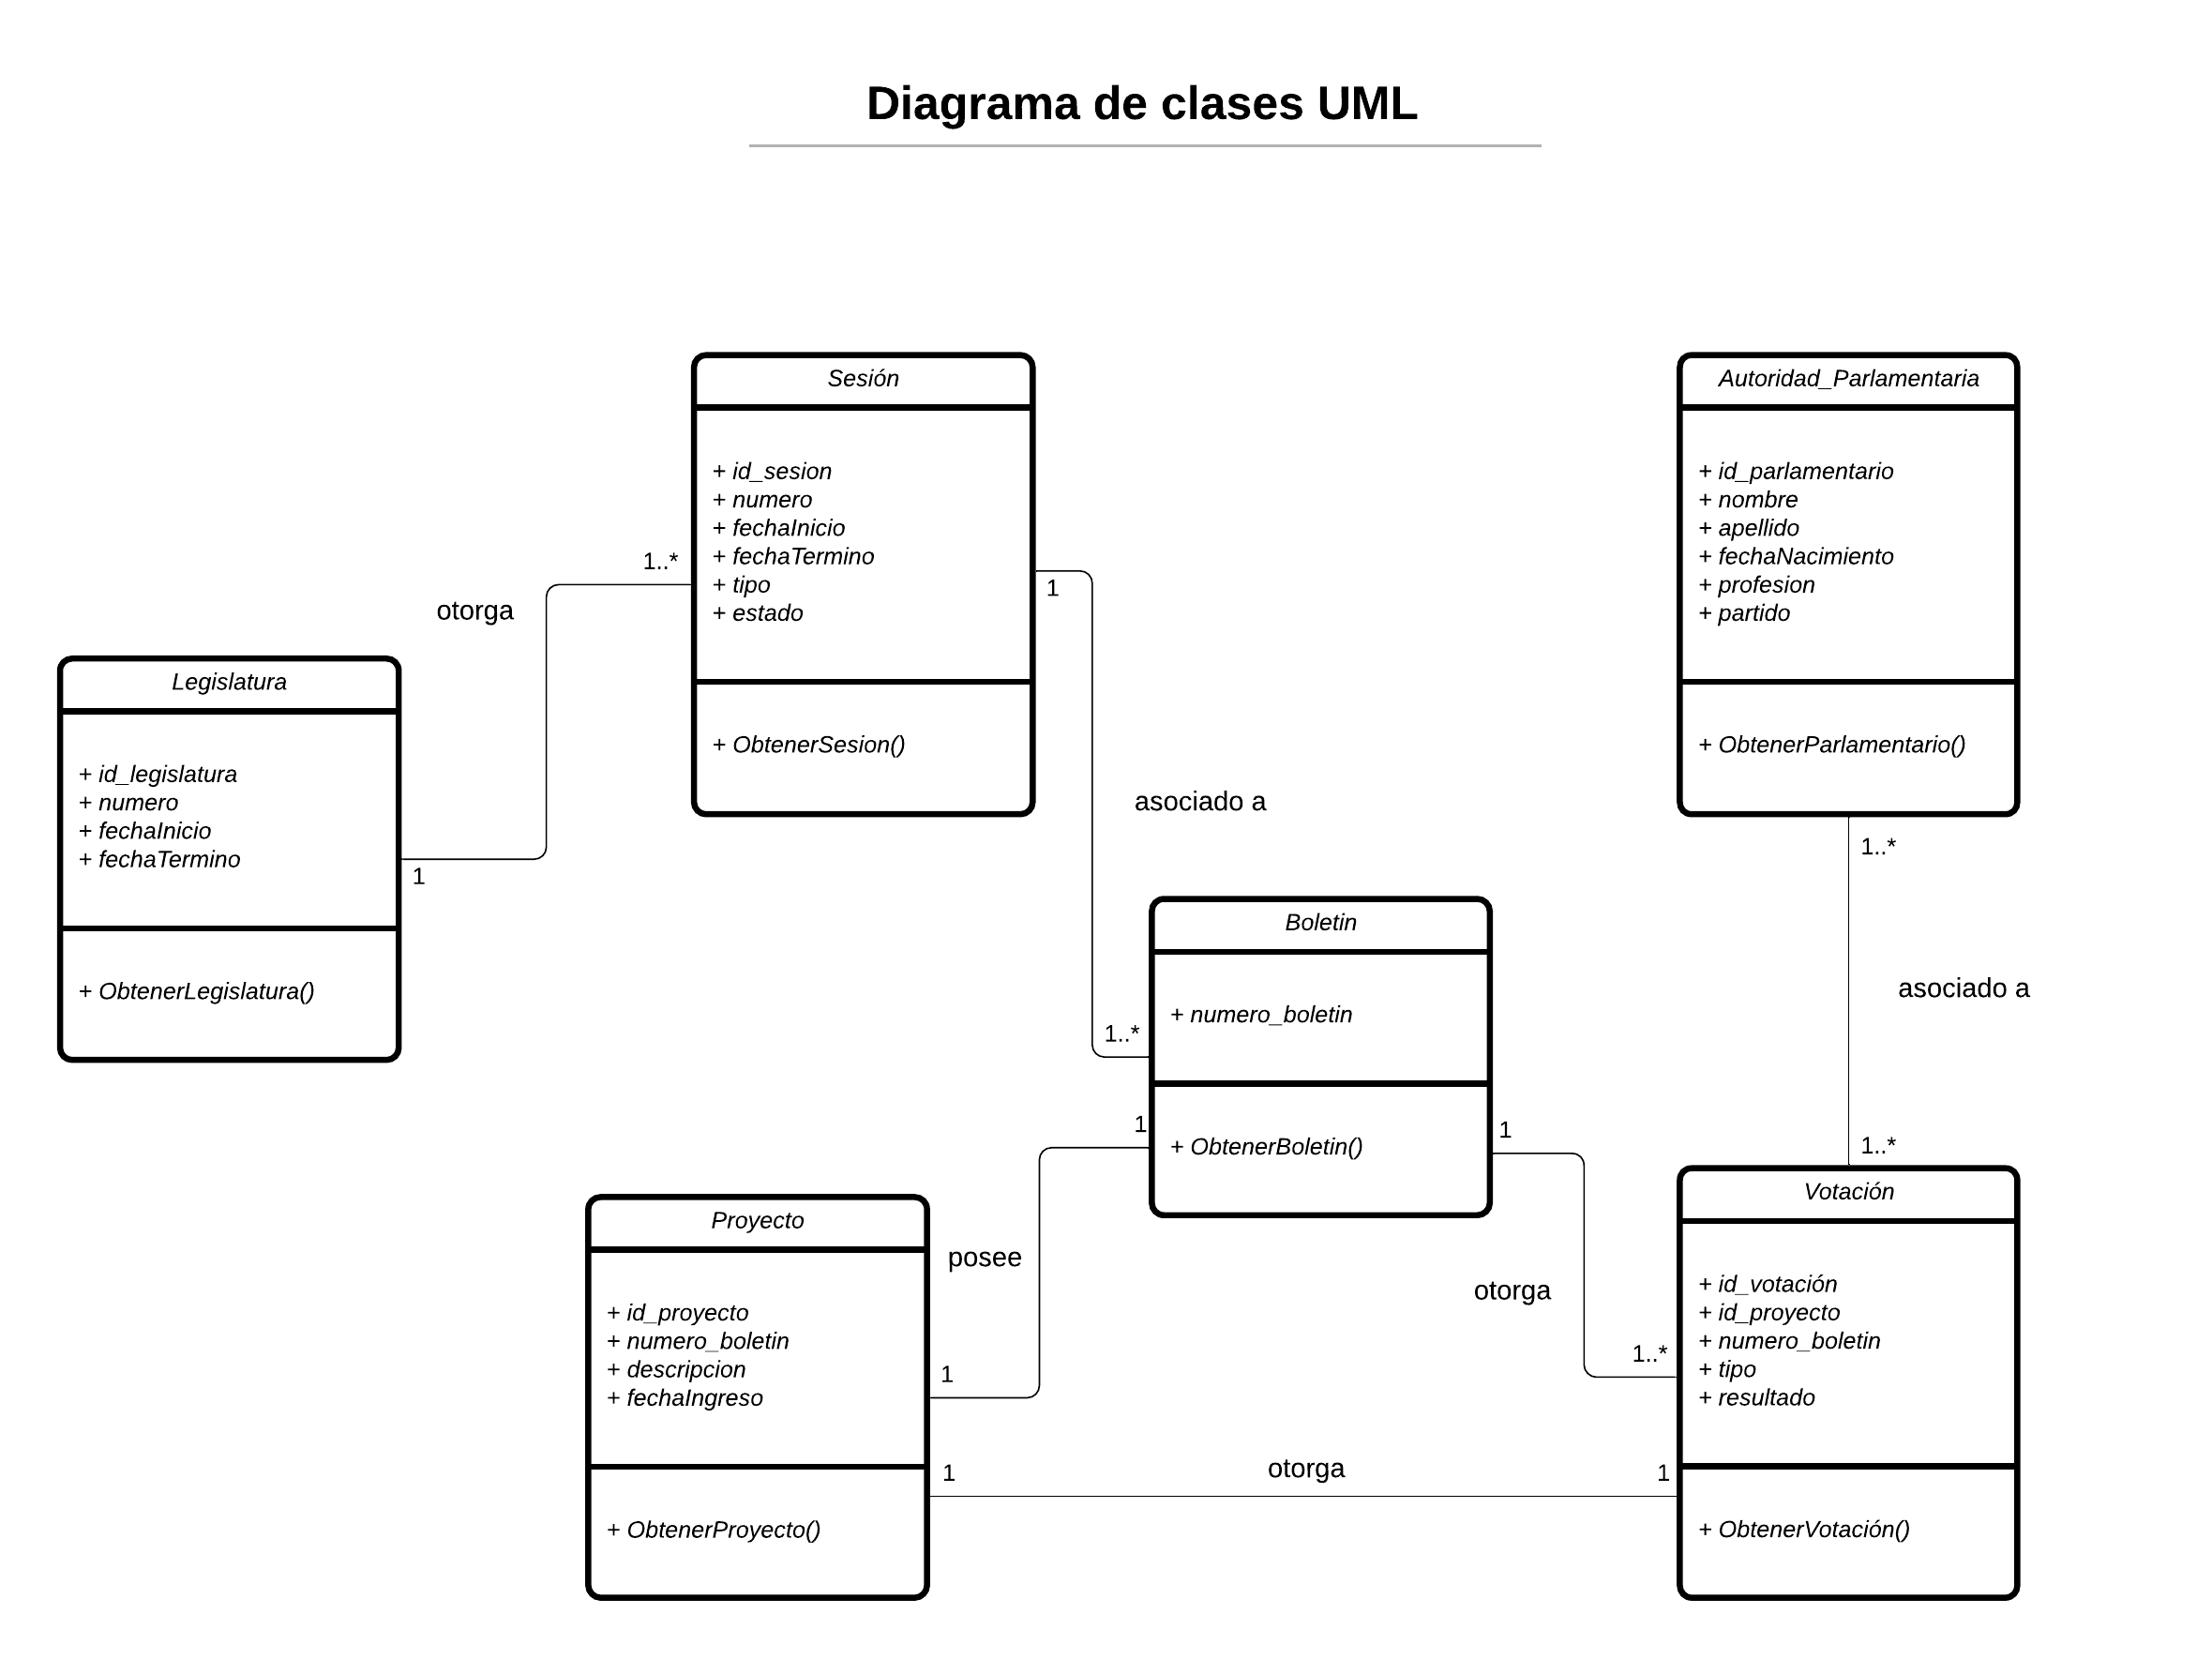 Diagrama de clases UML
Sesión
+ id_sesion
+ numero
+ fechaInicio
+ fechaTermino
+ tipo
+ estado
+ ObtenerSesion()
Autoridad_Parlamentaria
+ id_parlamentario
+ nombre
+ apellido
+ fechaNacimiento
+ profesion
+ partido
+ ObtenerParlamentario()
1..*
otorga
1
Legislatura
+ id_legislatura
+ numero
+ fechaInicio
+ fechaTermino
+ ObtenerLegislatura()
1
asociado a
1..*
1..*
asociado a
1..*
Boletin
+ numero_boletin
+ ObtenerBoletin()
1
posee
1
1
otorga
1..*
Proyecto
+ id_proyecto
+ numero_boletin
+ descripcion
+ fechaIngreso
+ ObtenerProyecto()
1
otorga
1
Votación
+ id_votación
+ id_proyecto
+ numero_boletin
+ tipo
+ resultado
+ ObtenerVotación()